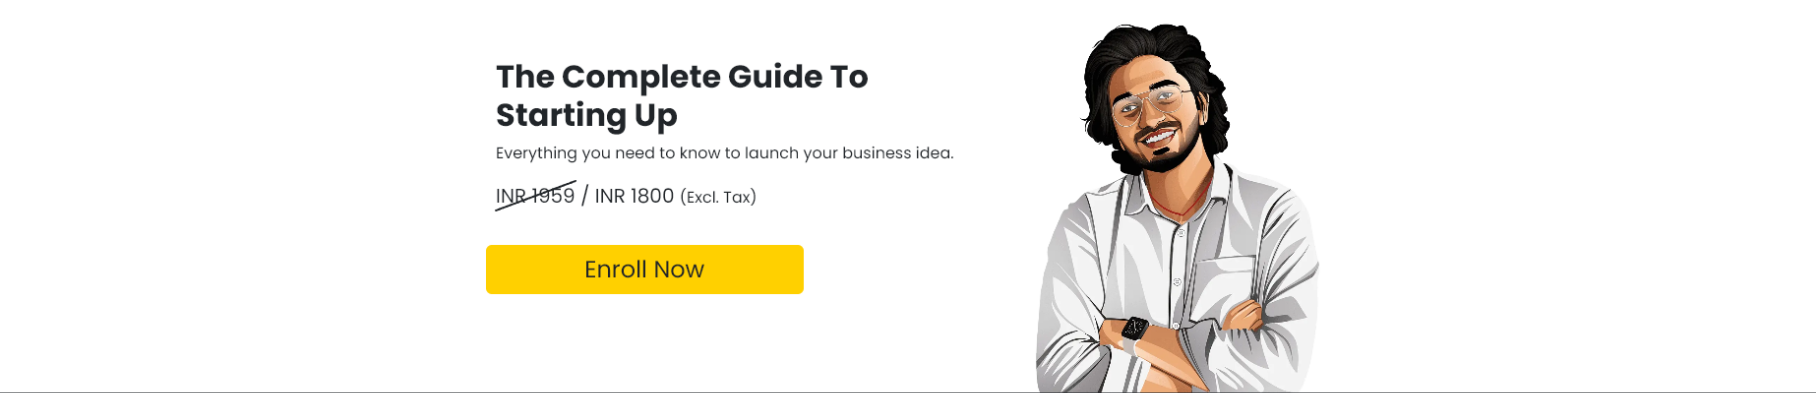 The Complete Guide To
Starting Up
Everything you need to know to launch your business idea.
INR 1959 / INR 1800 (Excl. Tax)
Enroll Now